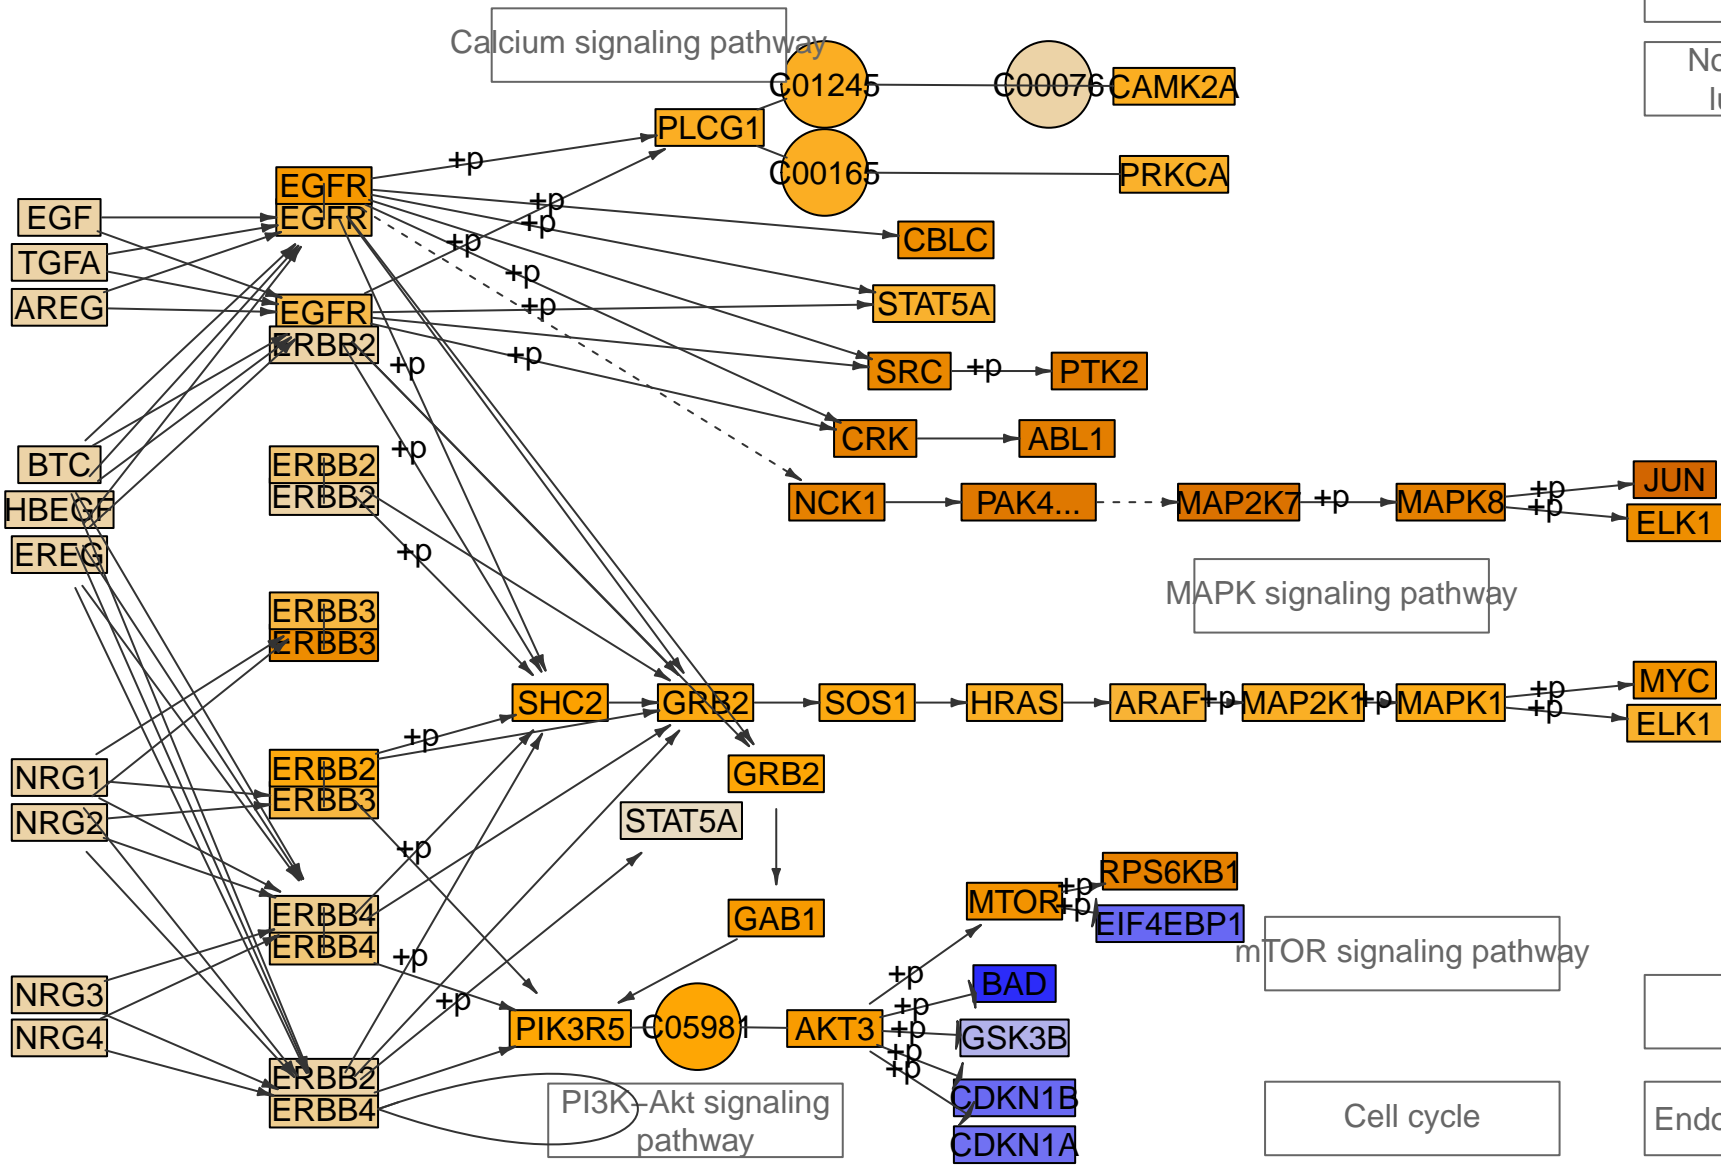 Calcium signaling pathway
No
lu
C01245
C00076
CAMK2A
PLCG1
C00165
PRKCA
+p
EGFR
EGFR
EGF
TGFA
AREG
+p
+p
+p
+p
+p
CBLC
STAT5A
EGFR
ERBB2
+p
+p
SRC
+p
PTK2
CRK
ABL1
BTC
HBEGF
EREG
ERBB2
ERBB2
+p
+p
NCK1
PAK4...
MAP2K7
+p
MAPK8
+p
+p
JUN
ELK1
MAPK signaling pathway
ERBB3
ERBB3
SHC2
GRB2
SOS1
HRAS
ARAF
+p
MAP2K1
+p
MAPK1
+p
+p
MYC
ELK1
NRG1
NRG2
ERBB2
ERBB3
+p
GRB2
STAT5A
+p
ERBB4
ERBB4
GAB1
MTOR
+p
+p
RPS6KB1
EIF4EBP1
mTOR signaling pathway
+p
+p
+p
BAD
NRG3
NRG4
PIK3R5
C05981
AKT3
+p
+p
+p
+p
GSK3B
ERBB2
ERBB4
PI3K–Akt signaling
pathway
CDKN1B
CDKN1A
Cell cycle
Endo